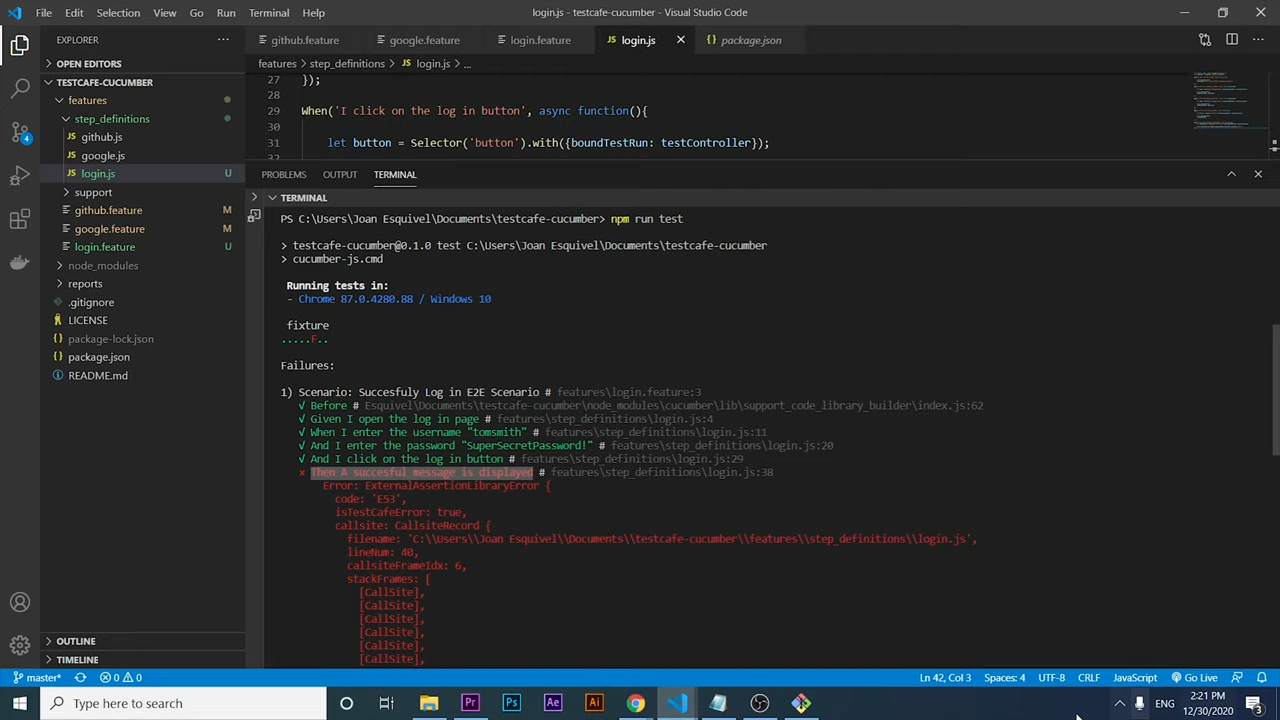 File Edit Selection View Go Run Terminal Help login.js - testcafe-cucumber - Visual Studio Code
EXPLORER
OPEN EDITORS
TESTCAFE-CUCUMBER
features
step_definitions
github.js
google.js
login.js U
support
github.feature M
google.feature M
login.feature U
node_modules
reports
.gitignore
LICENSE
package-lock.json
package.json
README.md
OUTLINE
TIMELINE
4
github.feature google.feature login.feature login.js package.json
features > step_definitions > login.js > ...
27 });
28
29 When('I click on the log in button', async function(){
30
31 let button = Selector('button').with({boundTestRun: testController});
32
PROBLEMS OUTPUT TERMINAL
TERMINAL
PS C:\Users\Joan Esquivel\Documents\testcafe-cucumber> npm run test
> testcafe-cucumber@0.1.0 test C:\Users\Joan Esquivel\Documents\testcafe-cucumber
> cucumber-js.cmd
Running tests in:
- Chrome 87.0.4280.88 / Windows 10
fixture
.....F..
Failures:
1) Scenario: Succesfuly Log in E2E Scenario # features\login.feature:3
√ Before # Esquivel\Documents\testcafe-cucumber\node_modules\cucumber\lib\support_code_library_builder\index.js:62
√ Given I open the log in page # features\step_definitions\login.js:4
√ When I enter the username "tomsmith" # features\step_definitions\login.js:11
√ And I enter the password "SuperSecretPassword!" # features\step_definitions\login.js:20
√ And I click on the log in button # features\step_definitions\login.js:29
× Then A succesful message is displayed # features\step_definitions\login.js:38
Error: ExternalAssertionLibraryError {
code: 'E53',
isTestCafeError: true,
callsite: CallsiteRecord {
filename: 'C:\\Users\\Joan Esquivel\\Documents\\testcafe-cucumber\\features\\step_definitions\\login.js',
lineNum: 40,
callsiteFrameIdx: 6,
stackFrames: [
[CallSite],
[CallSite],
[CallSite],
[CallSite],
[CallSite],
[CallSite],
master* 0 0 Ln 42, Col 3 Spaces: 4 UTF-8 CRLF JavaScript Go Live
Type here to search
Pr Ps Ae Ai
ENG
2:21 PM
12/30/2020
3